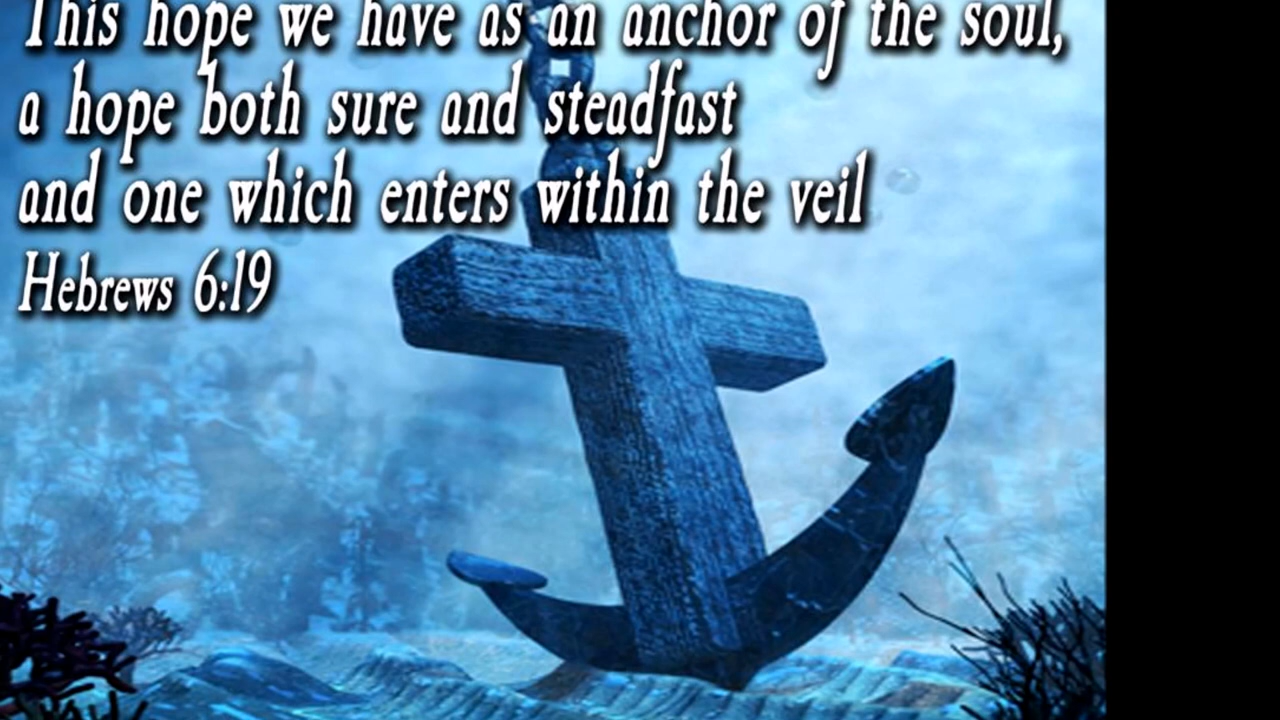 This hope we have as an anchor of the soul,
a hope both sure and steadfast
and one which enters within the veil
Hebrews 6:19